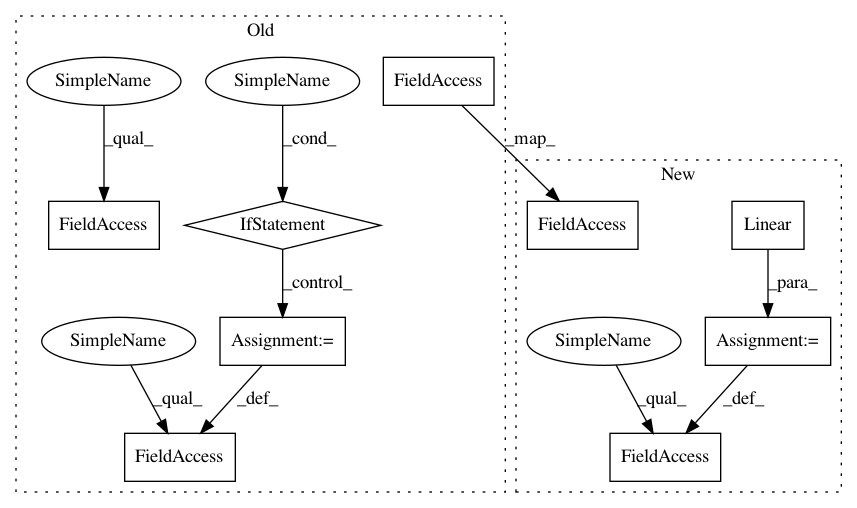 Old
SimpleName
SimpleName
FieldAccess
_qual_
_cond_
_map_
New
FieldAccess
IfStatement
FieldAccess
Linear
_control_
_para_
SimpleName
Assignment:=
SimpleName
Assignment:=
_qual_
_def_
_qual_
_def_
FieldAccess
FieldAccess